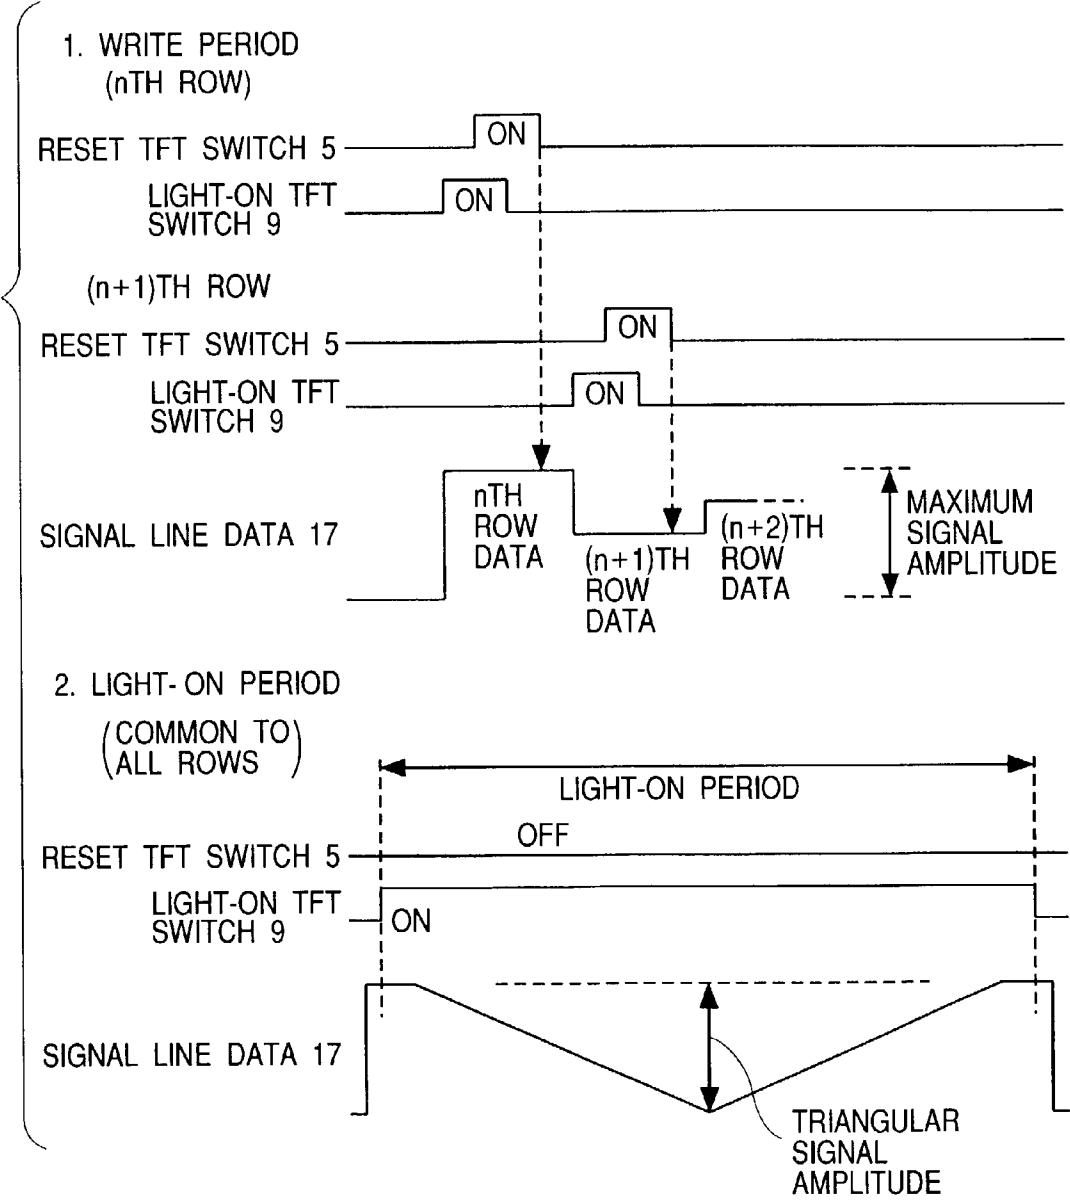 1. WRITE PERIOD
(nTH ROW)
RESET TFT SWITCH 5
ON
LIGHT-ON TFT
SWITCH 9
ON
(n+1)TH ROW
RESET TFT SWITCH 5
ON
LIGHT-ON TFT
SWITCH 9
ON
SIGNAL LINE DATA 17
nTH
ROW
DATA
(n+1)TH
ROW
DATA
(n+2)TH
ROW
DATA
MAXIMUM
SIGNAL
AMPLITUDE
2. LIGHT-ON PERIOD
(COMMON TO
ALL ROWS)
LIGHT-ON PERIOD
RESET TFT SWITCH 5
OFF
LIGHT-ON TFT
SWITCH 9
ON
SIGNAL LINE DATA 17
TRIANGULAR
SIGNAL
AMPLITUDE